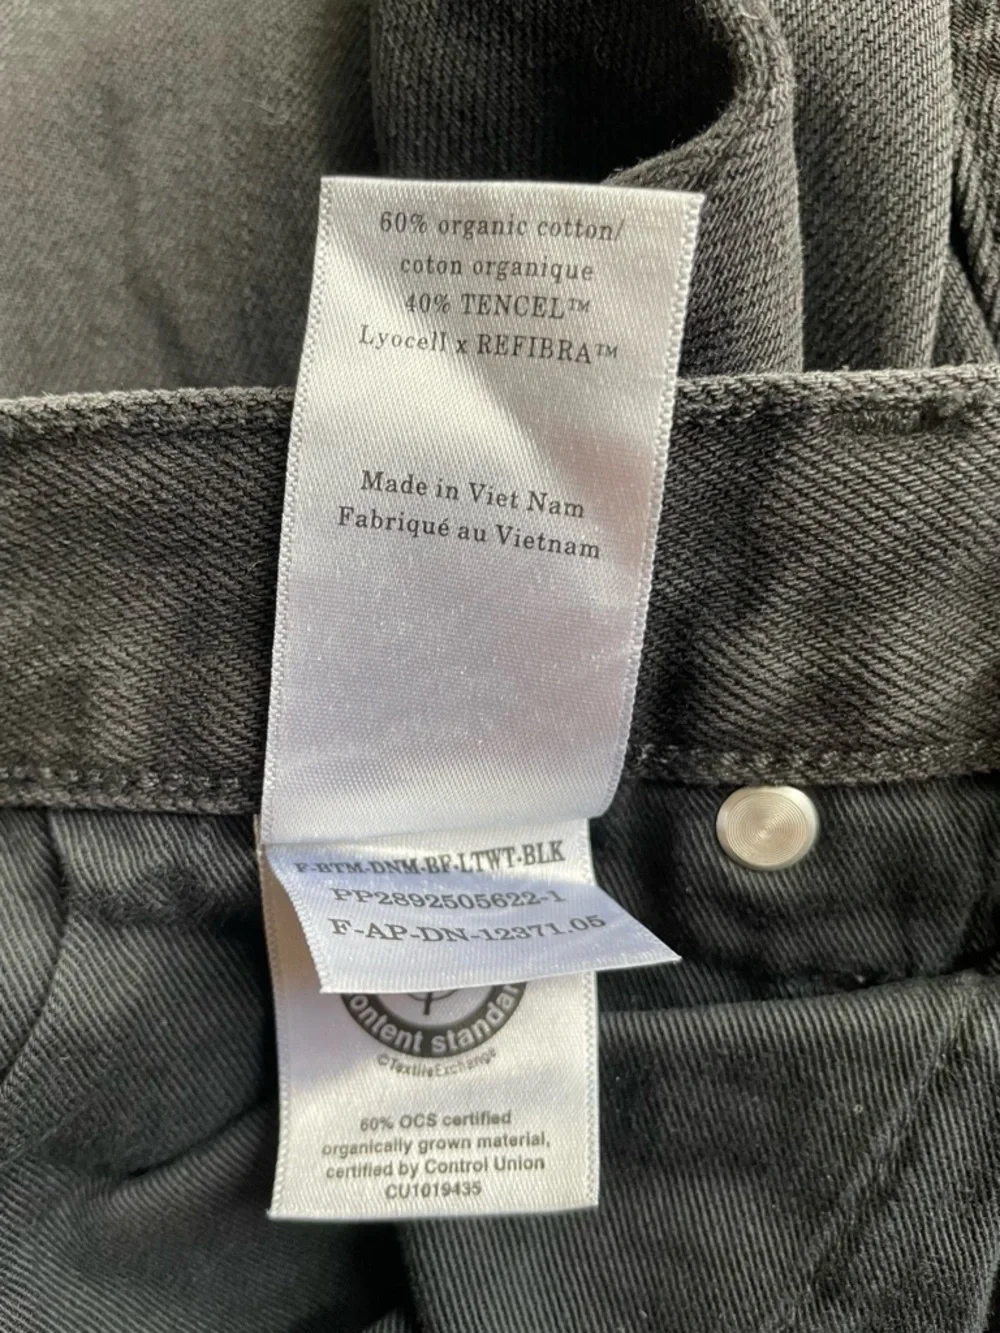 60% organic cotton/
coton organique
40% TENCEL™
Lyocell x REFIBRA™
Made in Viet Nam
Fabriqué au Vietnam
F-BTM-DNM-BF-LTWT-BLK
PP2892505622-1
F-AP-DN-12371.05
ontent standar
©TextileExchange
60% OCS certified
organically grown material,
certified by Control Union
CU1019435